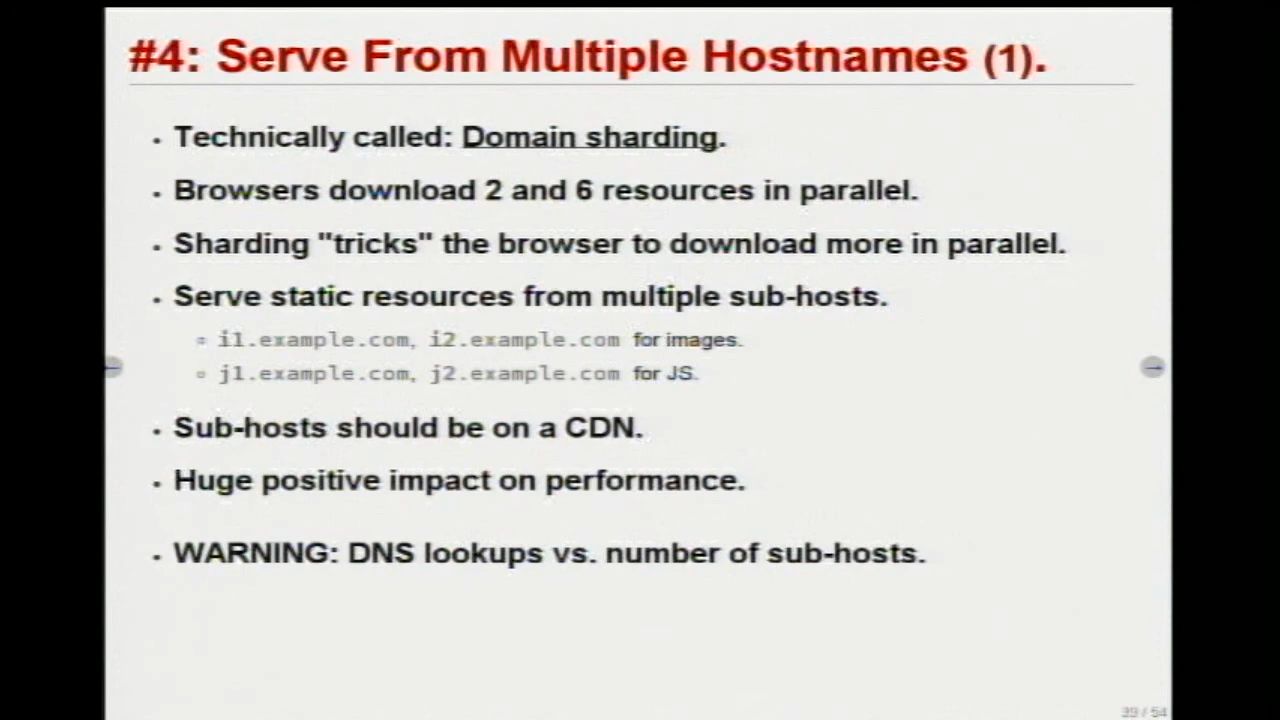 #4: Serve From Multiple Hostnames (1).
• Technically called: Domain sharding.
• Browsers download 2 and 6 resources in parallel.
• Sharding "tricks" the browser to download more in parallel.
• Serve static resources from multiple sub-hosts.
◦ i1.example.com, i2.example.com for images.
◦ j1.example.com, j2.example.com for JS.
• Sub-hosts should be on a CDN.
• Huge positive impact on performance.
• WARNING: DNS lookups vs. number of sub-hosts.
39 / 54